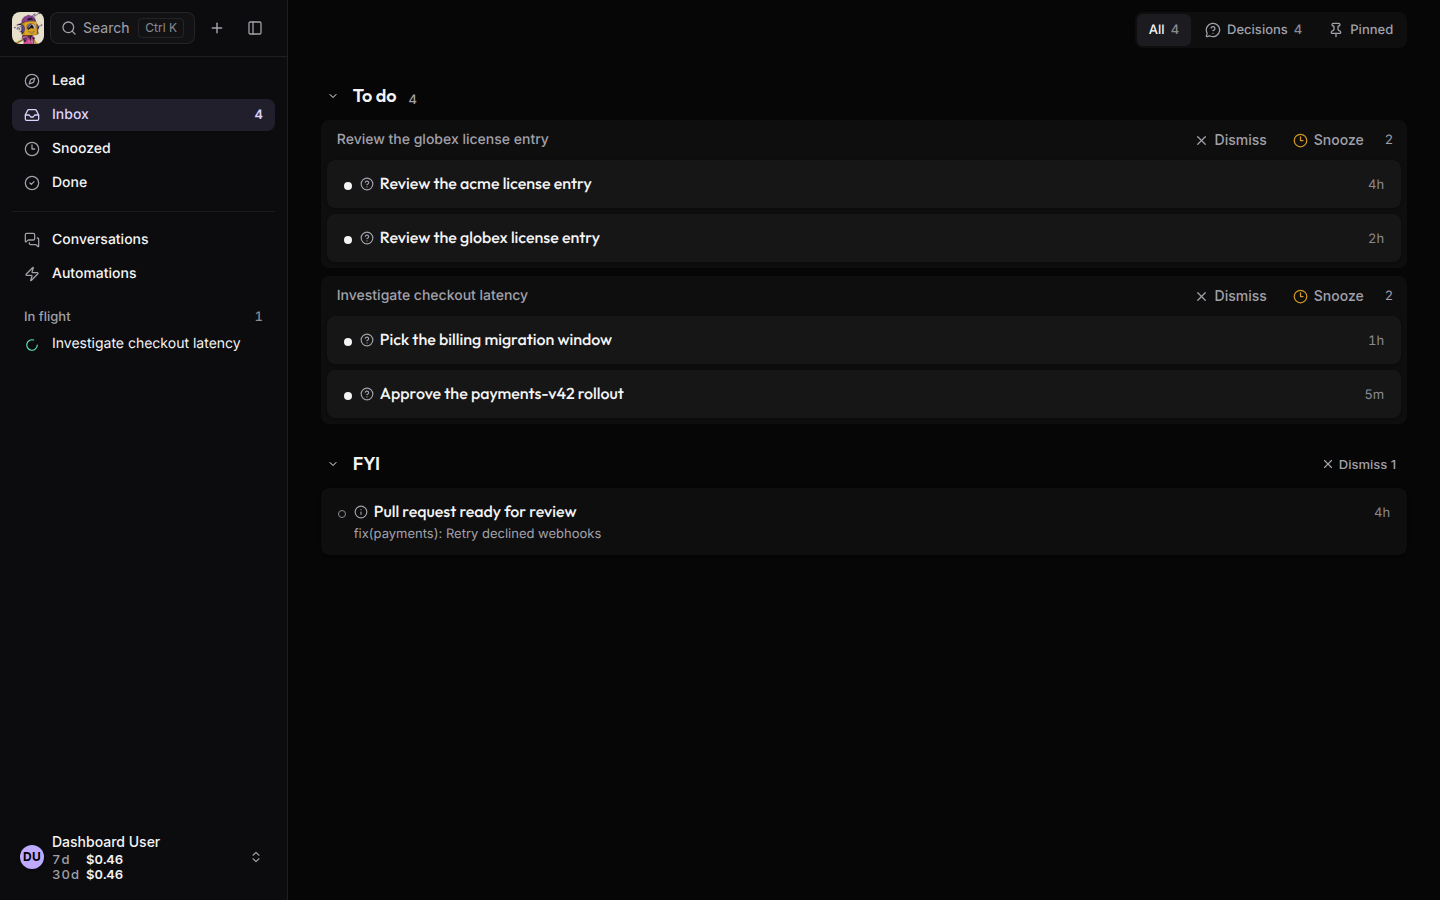 Search Ctrl K
Lead
Inbox 4
Snoozed
Done
Conversations
Automations
In flight 1
Investigate checkout latency
DU
Dashboard User
7d $0.46
30d $0.46
All 4 Decisions 4 Pinned
To do 4
Review the globex license entry Dismiss Snooze 2
Review the acme license entry 4h
Review the globex license entry 2h
Investigate checkout latency Dismiss Snooze 2
Pick the billing migration window 1h
Approve the payments-v42 rollout 5m
FYI Dismiss 1
Pull request ready for review 4h
fix(payments): Retry declined webhooks